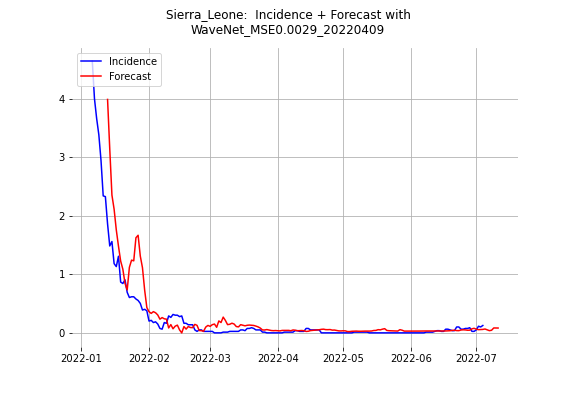 Sierra_Leone:  Incidence + Forecast with
WaveNet_MSE0.0029_20220409
Incidence
Forecast
4
3
2
1
0
2022-01 2022-02 2022-03 2022-04 2022-05 2022-06 2022-07